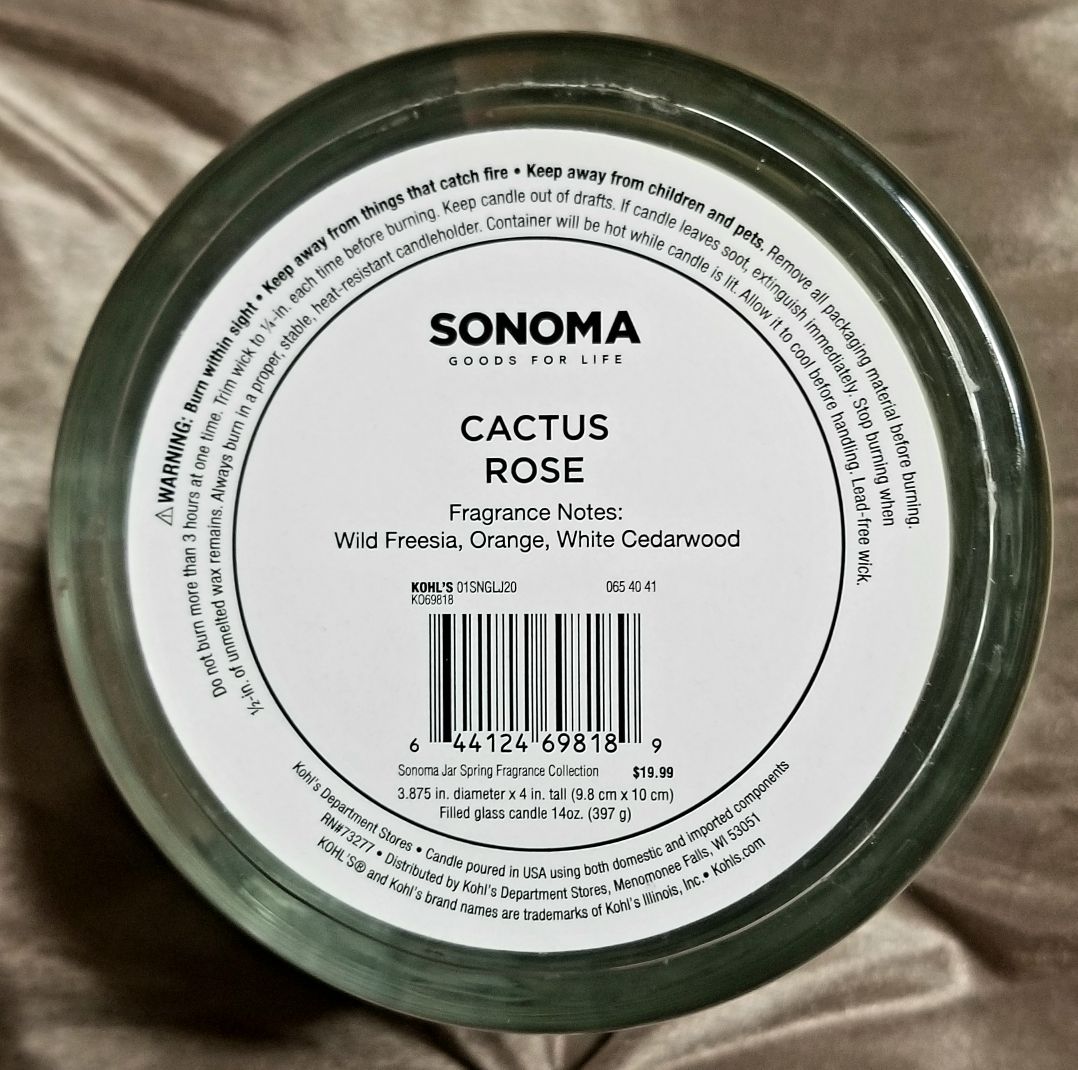 ⚠ WARNING: Burn within sight • Keep away from things that catch fire • Keep away from children and pets. Remove all packaging material before burning.
Do not burn more than 3 hours at one time. Trim wick to ¼-in. each time before burning. Keep candle out of drafts. If candle leaves soot, extinguish immediately. Stop burning when
½-in. of unmelted wax remains. Always burn in a proper, stable, heat-resistant candleholder. Container will be hot while candle is lit. Allow it to cool before handling. Lead-free wick.
SONOMA
GOODS FOR LIFE
CACTUS
ROSE
Fragrance Notes:
Wild Freesia, Orange, White Cedarwood
KOHL'S 01SNGLJ20 065 40 41
KO69818
6 44124 69818 9
Sonoma Jar Spring Fragrance Collection $19.99
3.875 in. diameter x 4 in. tall (9.8 cm x 10 cm)
Filled glass candle 14oz. (397 g)
Kohl's Department Stores • Candle poured in USA using both domestic and imported components
RN#73277 • Distributed by Kohl's Department Stores, Menomonee Falls, WI 53051
KOHL'S® and Kohl's brand names are trademarks of Kohl's Illinois, Inc. • Kohls.com